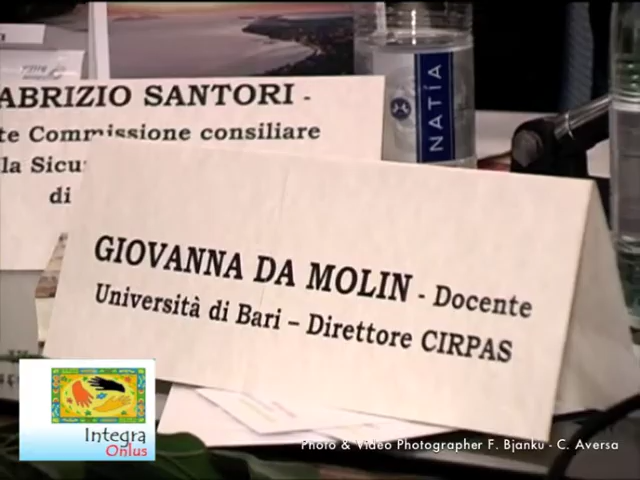 ABRIZIO SANTORI -
te Commissione consiliare
la Sicu
di
NATÍA
GIOVANNA DA MOLIN - Docente
Università di Bari – Direttore CIRPAS
Integra
Onlus
Photo & Video Photographer F. Bjanku - C. Aversa